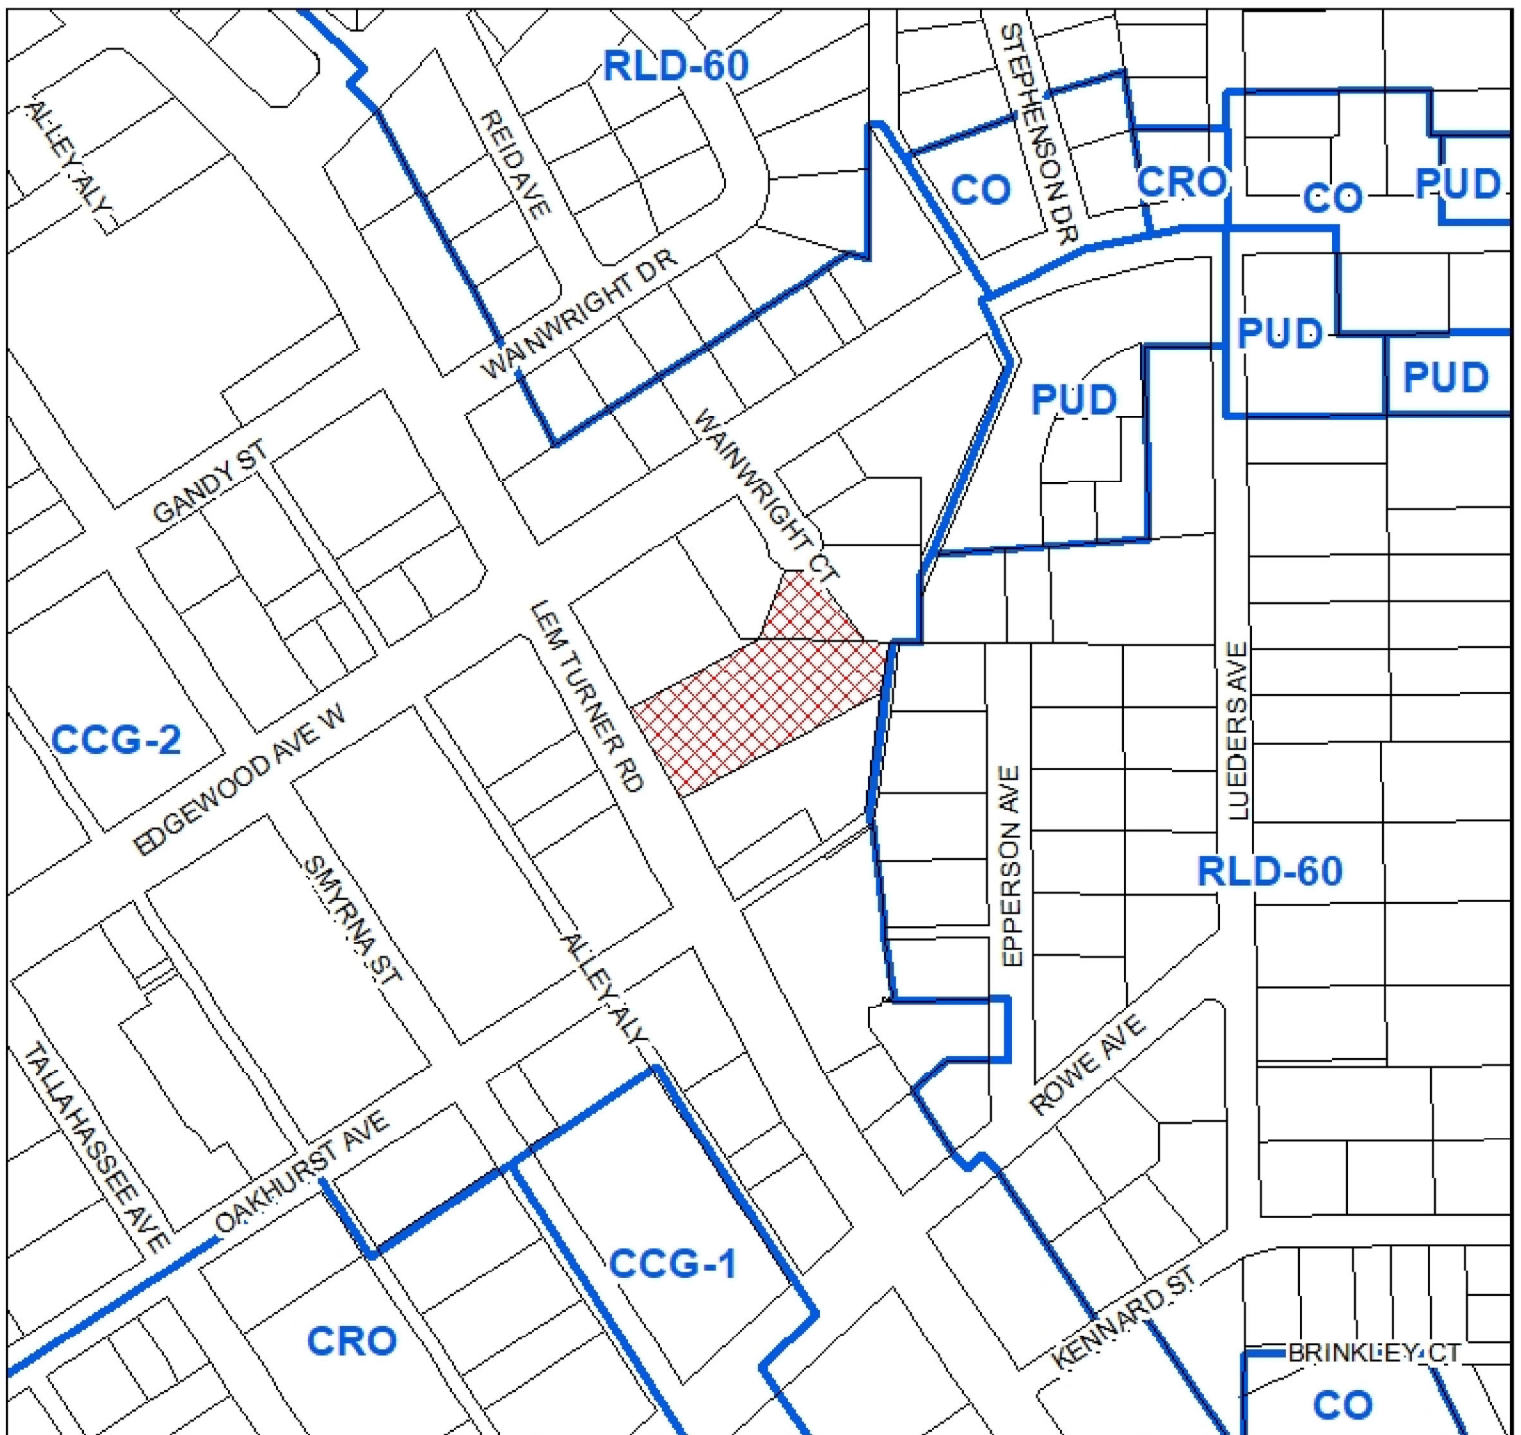 RLD-60
STEPHENSON DR
ALLEY ALY
REID AVE
CO
CRO
CO
PUD
WAINWRIGHT DR
PUD
PUD
PUD
WAINWRIGHT CT
GANDY ST
LEM TURNER RD
CCG-2
EDGEWOOD AVE W
LUEDERS AVE
EPPERSON AVE
RLD-60
SMYRNA ST
ALLEY ALY
ROWE AVE
TALLAHASSEE AVE
OAKHURST AVE
CCG-1
KENNARD ST
CRO
BRINKLEY CT
CO